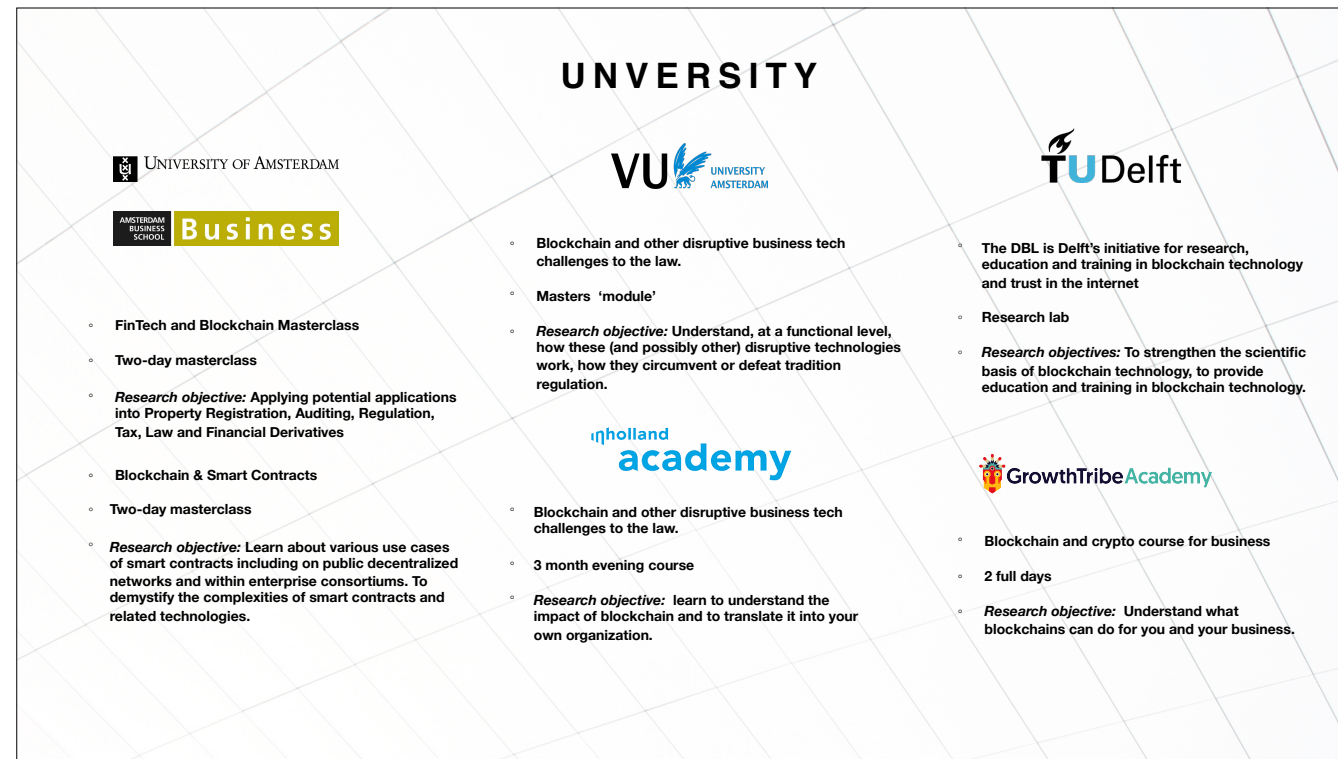 UNVERSITY
UNIVERSITY OF AMSTERDAM
AMSTERDAM
BUSINESS
SCHOOL
Business
◦ FinTech and Blockchain Masterclass
◦ Two-day masterclass
◦ Research objective: Applying potential applications
into Property Registration, Auditing, Regulation,
Tax, Law and Financial Derivatives
◦ Blockchain & Smart Contracts
◦ Two-day masterclass
◦ Research objective: Learn about various use cases
of smart contracts including on public decentralized
networks and within enterprise consortiums. To
demystify the complexities of smart contracts and
related technologies.
VU
UNIVERSITY
AMSTERDAM
◦ Blockchain and other disruptive business tech
challenges to the law.
◦ Masters ‘module’
◦ Research objective: Understand, at a functional level,
how these (and possibly other) disruptive technologies
work, how they circumvent or defeat tradition
regulation.
inholland
academy
◦ Blockchain and other disruptive business tech
challenges to the law.
◦ 3 month evening course
◦ Research objective: learn to understand the
impact of blockchain and to translate it into your
own organization.
TUDelft
◦ The DBL is Delft’s initiative for research,
education and training in blockchain technology
and trust in the internet
◦ Research lab
◦ Research objectives: To strengthen the scientific
basis of blockchain technology, to provide
education and training in blockchain technology.
GrowthTribeAcademy
◦ Blockchain and crypto course for business
◦ 2 full days
◦ Research objective: Understand what
blockchains can do for you and your business.